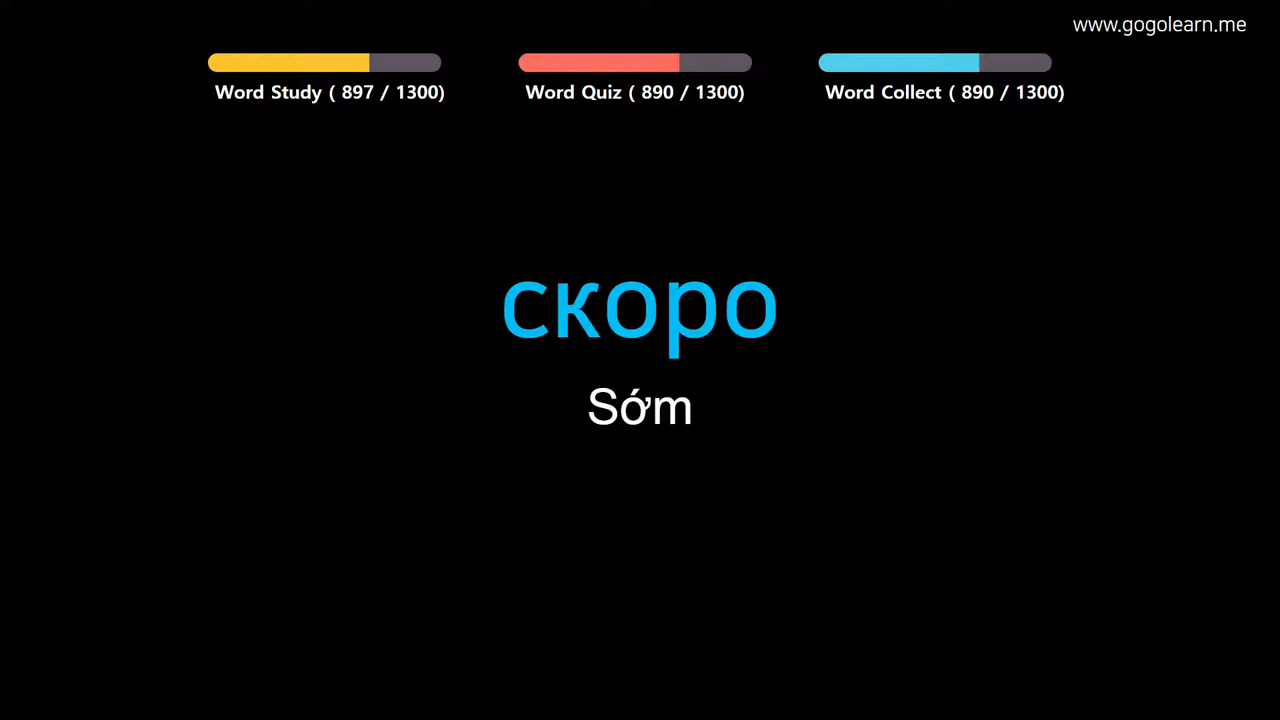 www.gogolearn.me
Word Study ( 897 / 1300)
Word Quiz ( 890 / 1300)
Word Collect ( 890 / 1300)
скоро
Sớm